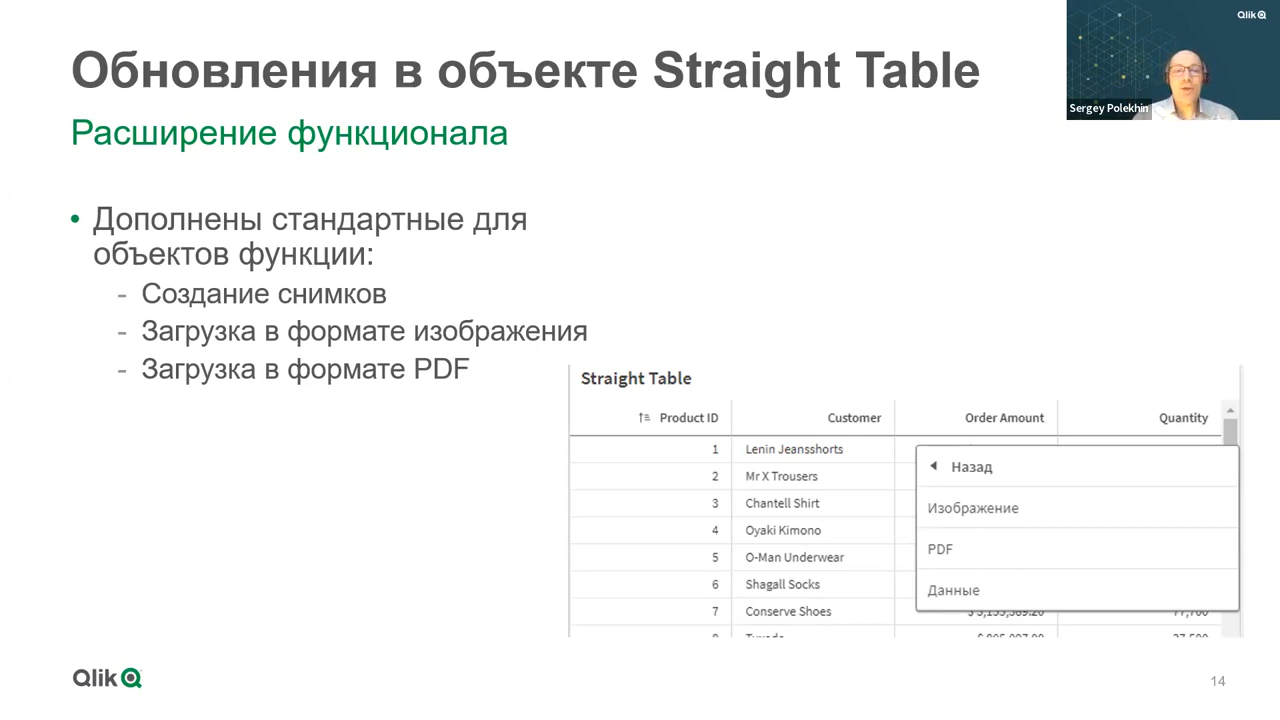 Qlik
Sergey Polekhin
Обновления в объекте Straight Table
Расширение функционала
• Дополнены стандартные для
объектов функции:
- Создание снимков
- Загрузка в формате изображения
- Загрузка в формате PDF
Straight Table
Product ID Customer Order Amount Quantity
1 Lenin Jeansshorts
2 Mr X Trousers
3 Chantell Shirt
4 Oyaki Kimono
5 O-Man Underwear
6 Shagall Socks
7 Conserve Shoes
Назад
Изображение
PDF
Данные
Qlik
14